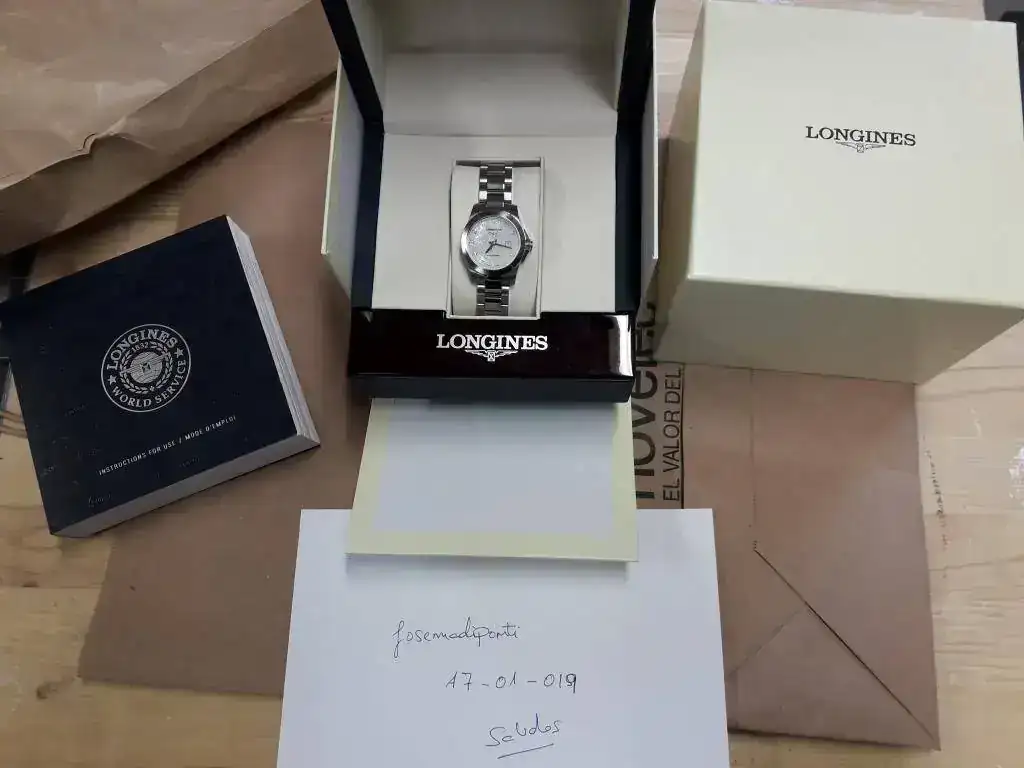 LONGINES
LONGINES
LONGINES
1832
WORLD SERVICE
INSTRUCTIONS FOR USE / MODE D'EMPLOI
EL VALOR DEL
josemadiponti
17-01-019
Saludos